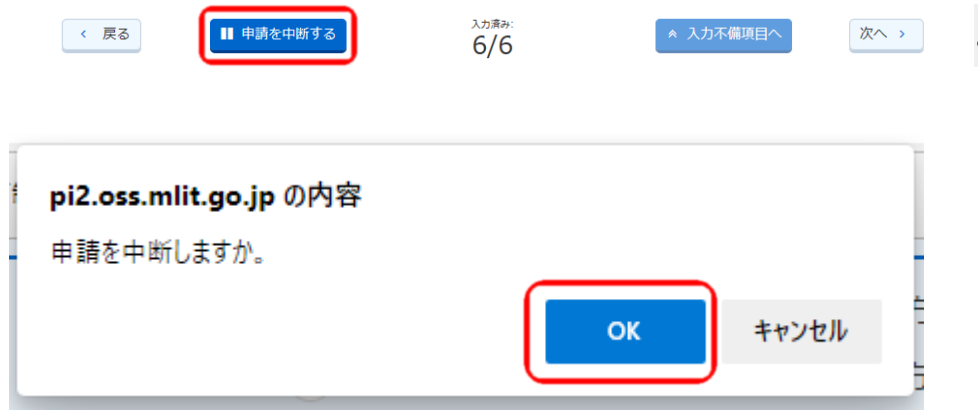 戻る
申請を中断する
入力済み:
6/6
入力不備項目へ
次へ
pi2.oss.mlit.go.jp の内容
申請を中断しますか。
OK
キャンセル